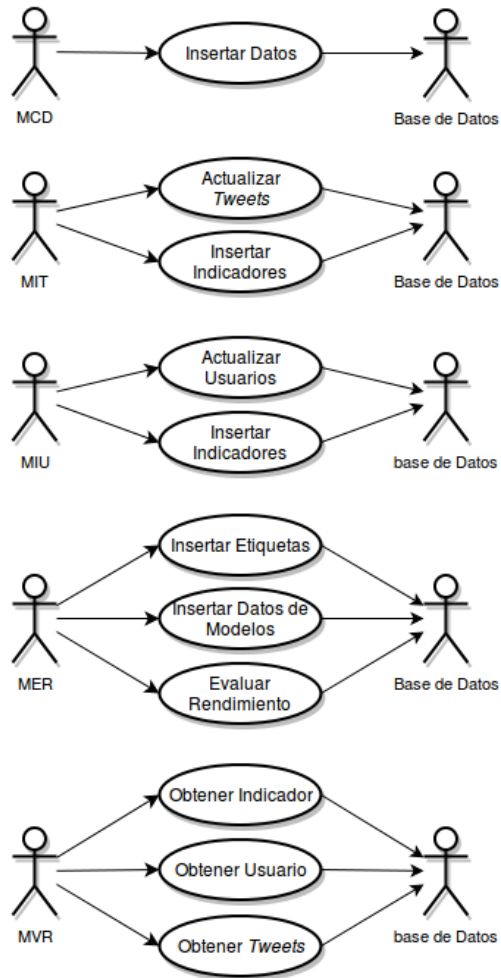 Insertar Datos
MCD
Base de Datos
Actualizar
Tweets
Insertar
Indicadores
MIT
Base de Datos
Actualizar
Usuarios
Insertar
Indicadores
MIU
base de Datos
Insertar Etiquetas
Insertar Datos de
Modelos
Evaluar
Rendimiento
MER
Base de Datos
Obtener Indicador
Obtener Usuario
Obtener Tweets
MVR
base de Datos